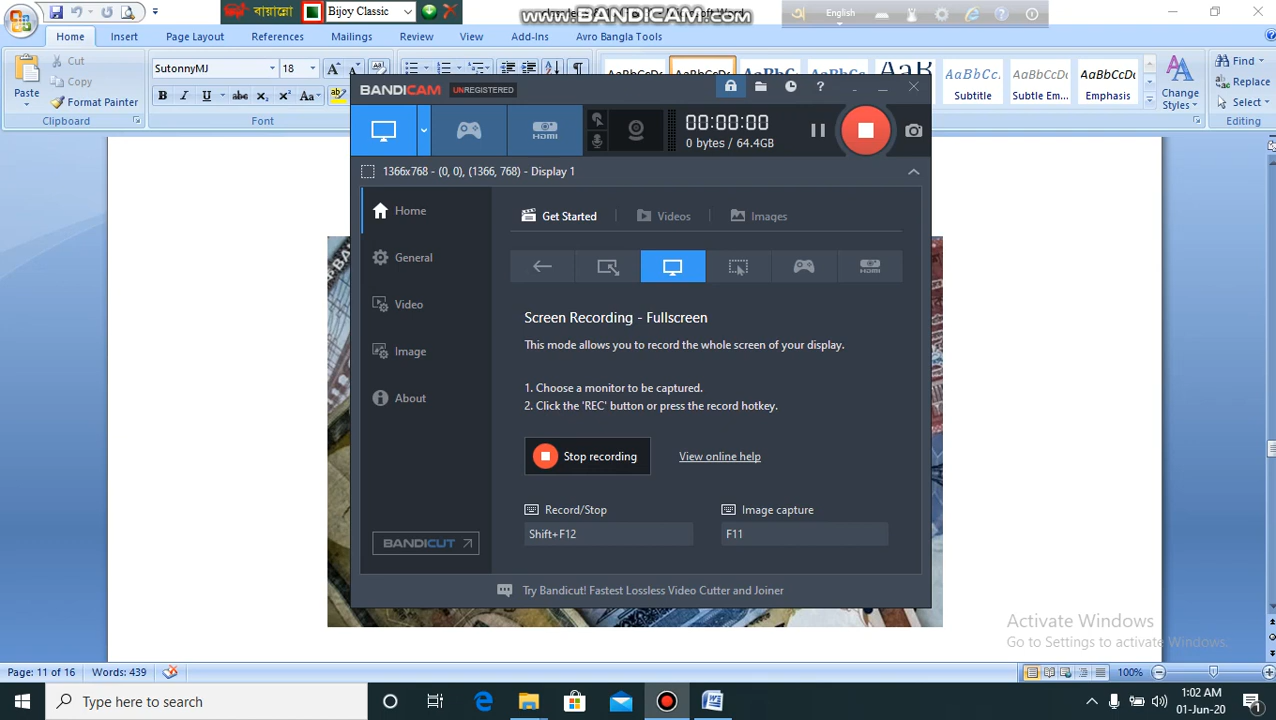 বায়ান্নো
Bijoy Classic
www.BANDICAM.com
English
Home
Insert
Page Layout
References
Mailings
Review
View
Add-Ins
Avro Bangla Tools
Paste
Cut
Copy
Format Painter
Clipboard
SutonnyMJ
18
Font
AaBbCc.
Subtitle
AaBbCcDc
Subtle Em...
AaBbCcDc
Emphasis
Change
Styles
Find
Replace
Select
Editing
BANDICAM
UNREGISTERED
HDMI
00:00:00
0 bytes / 64.4GB
1366x768 - (0, 0), (1366, 768) - Display 1
Home
General
Video
Image
About
BANDICUT
Get Started
Videos
Images
HDMI
Screen Recording - Fullscreen
This mode allows you to record the whole screen of your display.
1. Choose a monitor to be captured.
2. Click the 'REC' button or press the record hotkey.
Stop recording
View online help
Record/Stop
Image capture
Shift+F12
F11
Try Bandicut! Fastest Lossless Video Cutter and Joiner
Activate Windows
Go to Settings to activate Windows.
Page: 11 of 16
Words: 439
100%
Type here to search
1:02 AM
01-Jun-20